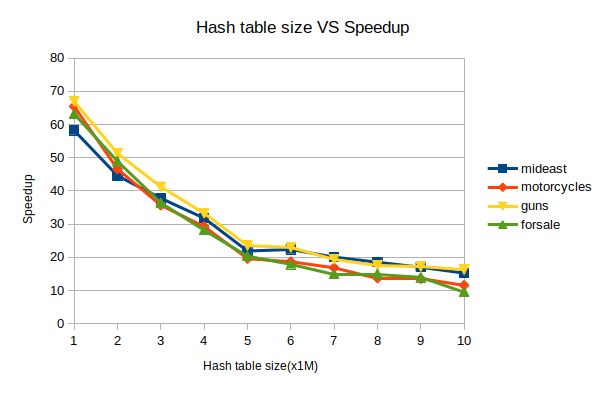 Hash table size VS Speedup
80
70
60
50
40
30
20
10
0
Speedup
1 2 3 4 5 6 7 8 9 10
Hash table size(x1M)
mideast
motorcycles
guns
forsale